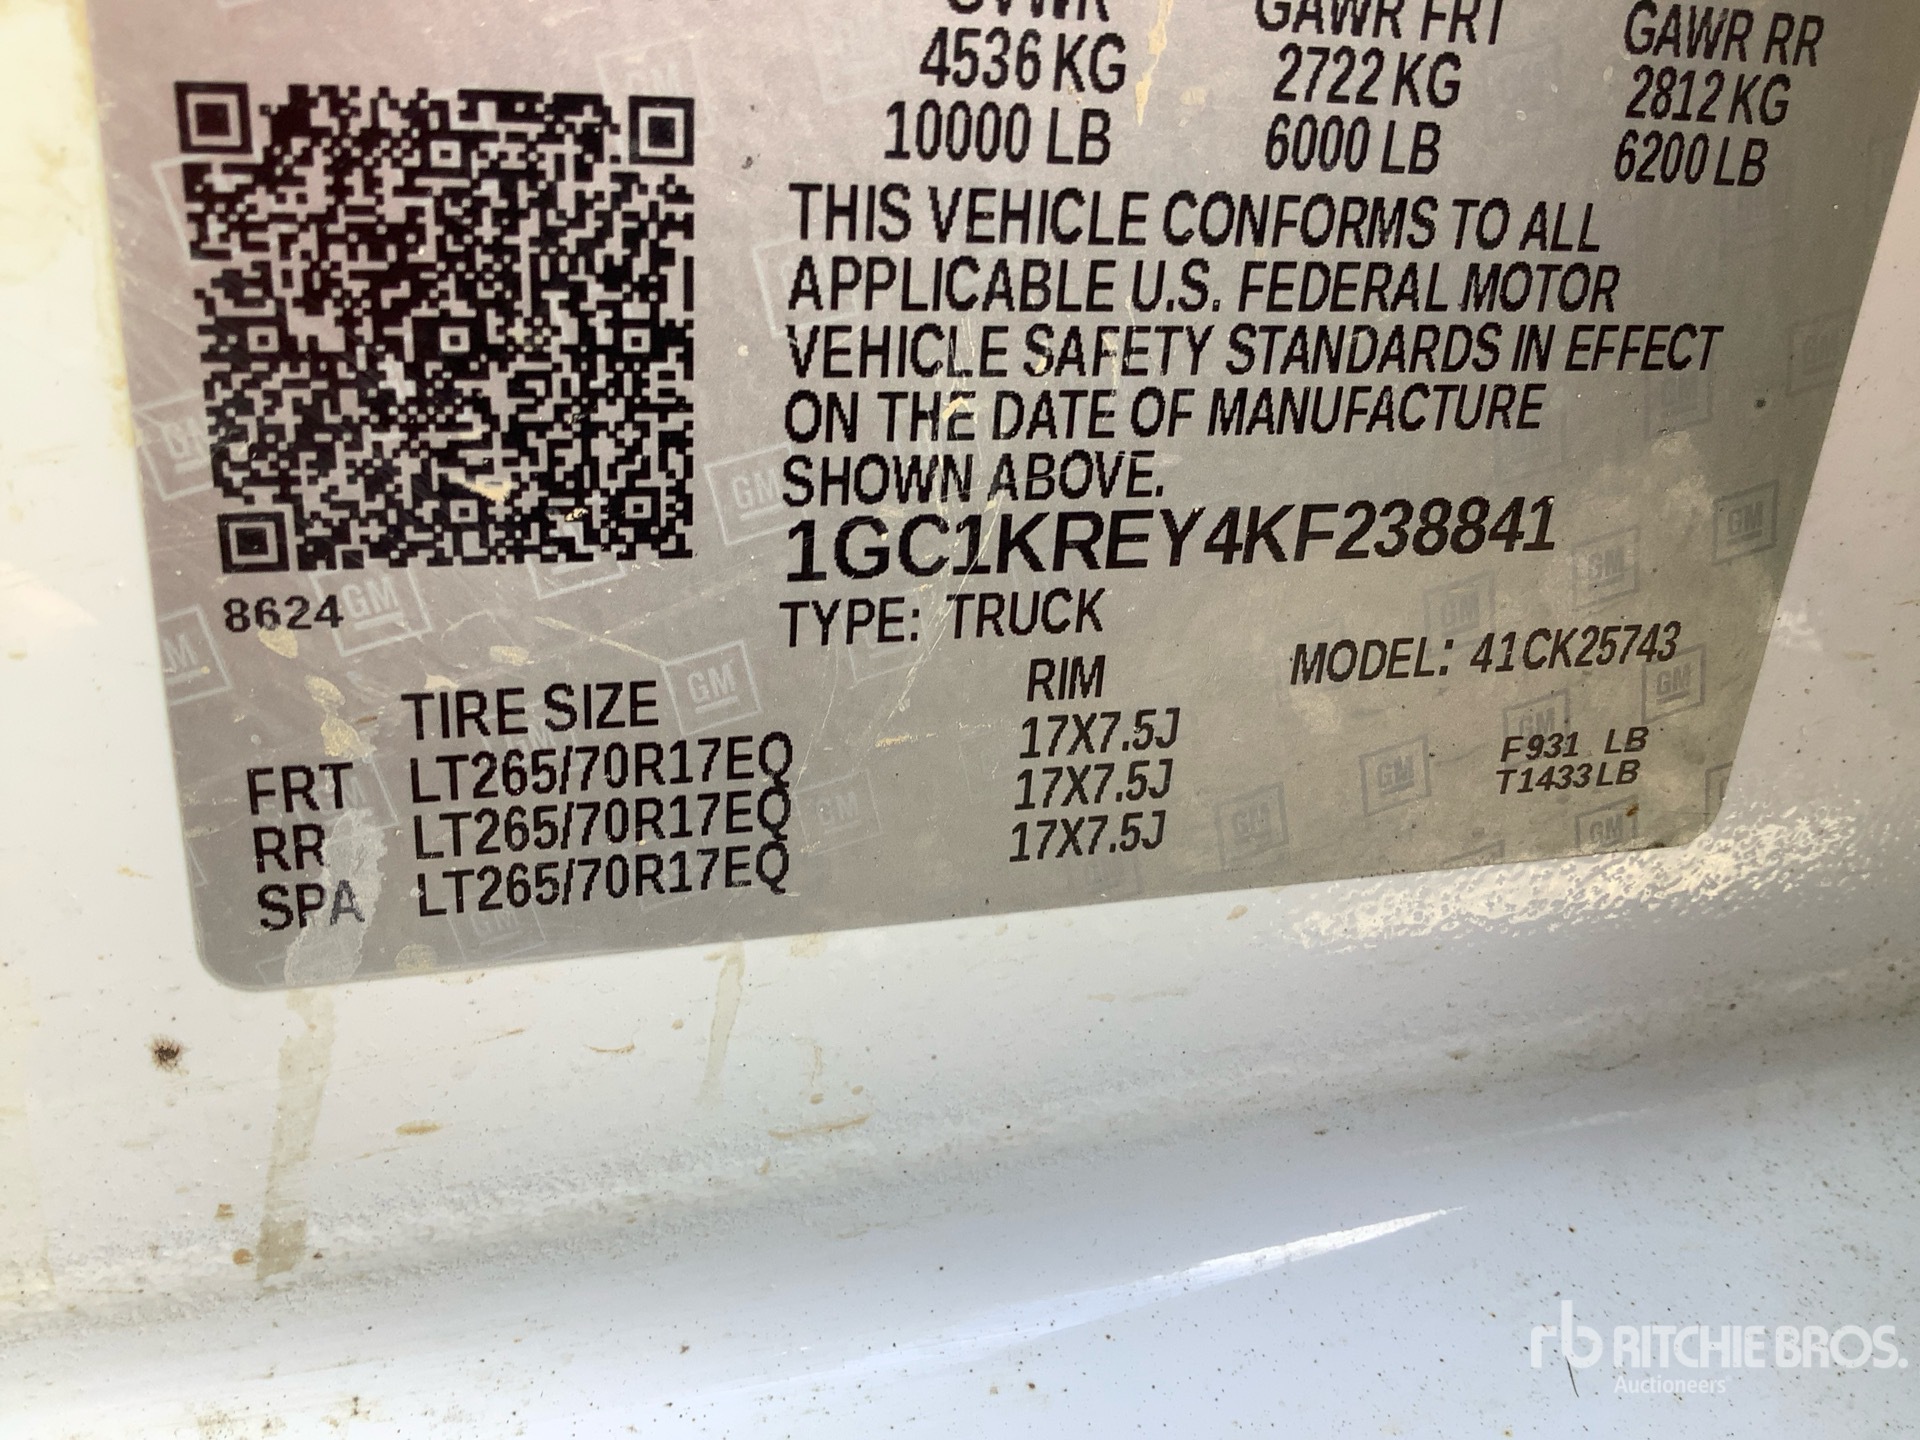 GVWR GAWR FRT GAWR RR
4536 KG 2722 KG 2812 KG
10000 LB 6000 LB 6200 LB
THIS VEHICLE CONFORMS TO ALL
APPLICABLE U.S. FEDERAL MOTOR
VEHICLE SAFETY STANDARDS IN EFFECT
ON THE DATE OF MANUFACTURE
SHOWN ABOVE.
1GC1KREY4KF238841
8624
TYPE: TRUCK
MODEL: 41CK25743
TIRE SIZE RIM
FRT LT265/70R17EQ 17X7.5J
RR LT265/70R17EQ 17X7.5J
SPA LT265/70R17EQ 17X7.5J
F931 LB
T1433 LB
GM
rb RITCHIE BROS.
Auctioneers